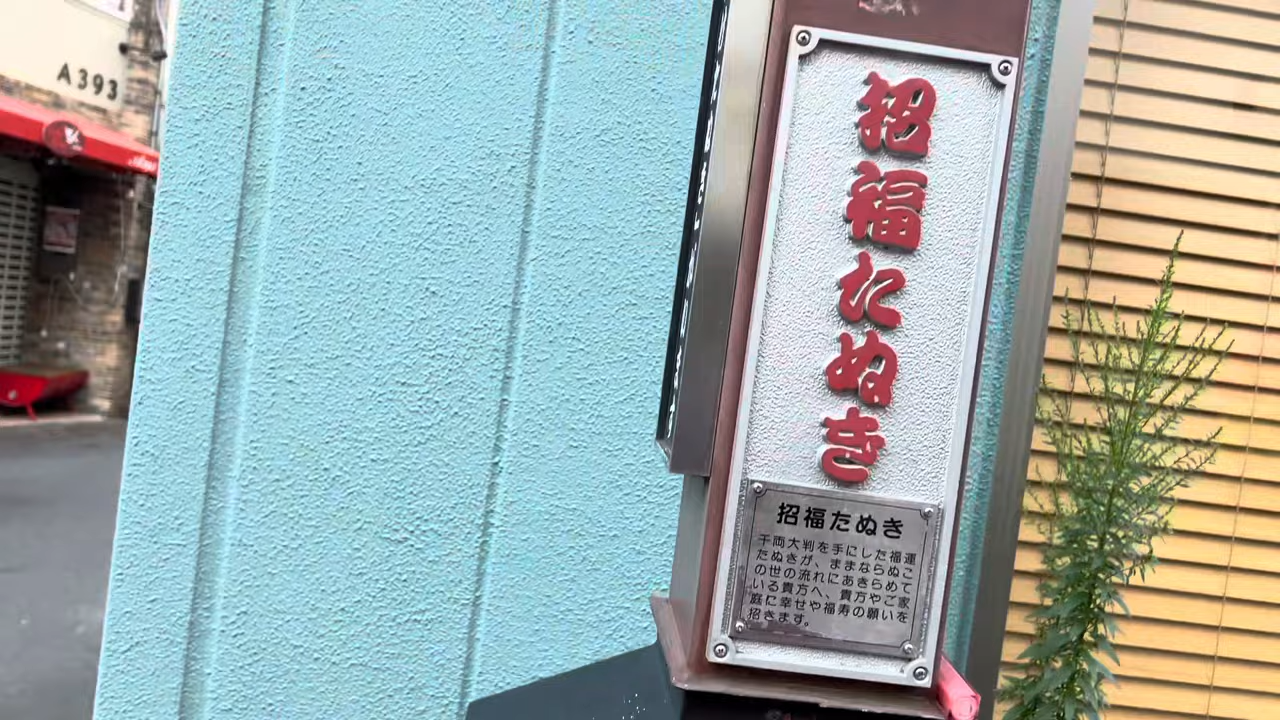 A393
招福たぬき
招福たぬき
千両大判を手にした福運
たぬきが、ままならぬこ
の世の流れにあきらめて
いる貴方へ、貴方やご家
庭に幸せや福寿の願いを
招きます。